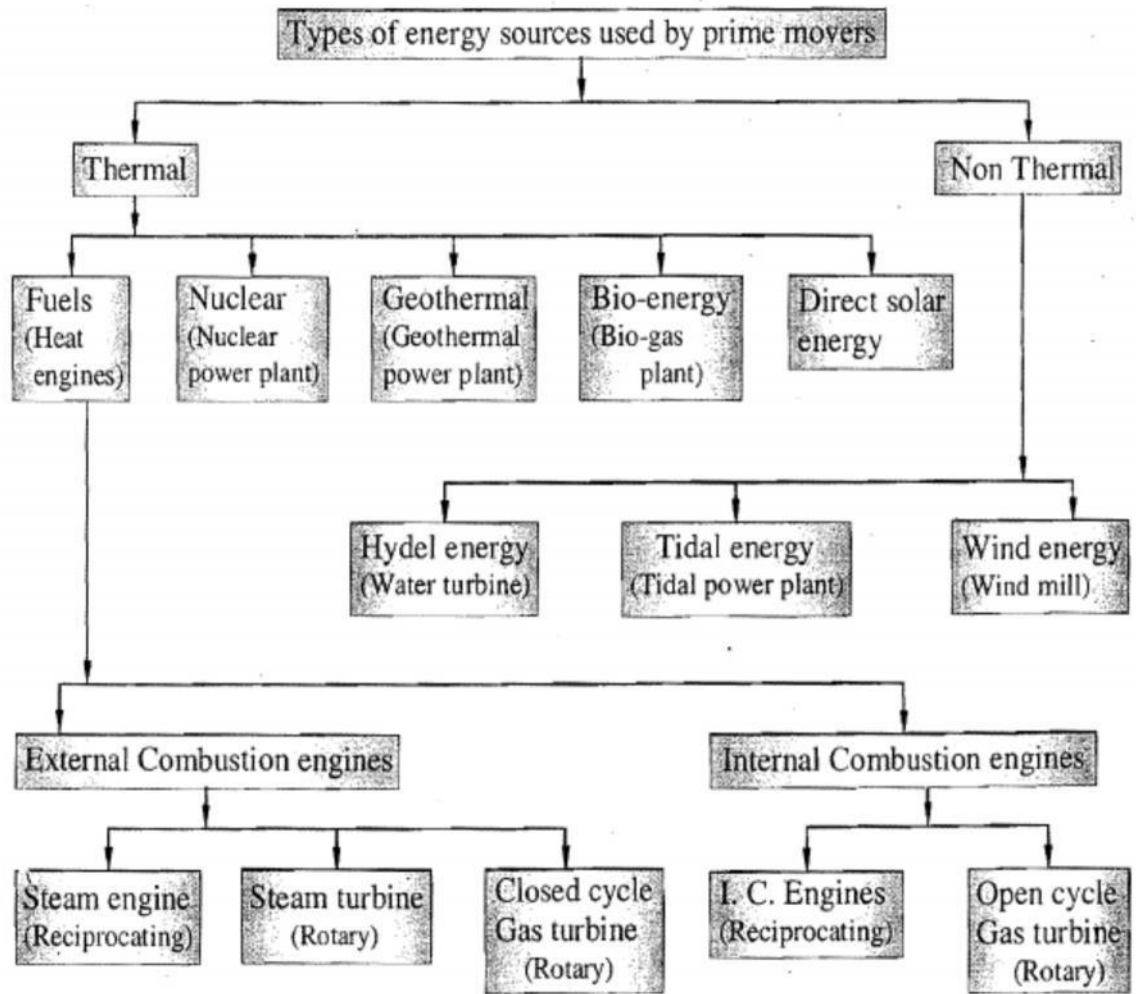 Types of energy sources used by prime movers
Thermal
Non Thermal
Fuels
(Heat
engines)
Nuclear
(Nuclear
power plant)
Geothermal
(Geothermal
power plant)
Bio-energy
(Bio-gas
plant)
Direct solar
energy
Hydel energy
(Water turbine)
Tidal energy
(Tidal power plant)
Wind energy
(Wind mill)
External Combustion engines
Internal Combustion engines
Steam engine
(Reciprocating)
Steam turbine
(Rotary)
Closed cycle
Gas turbine
(Rotary)
I. C. Engines
(Reciprocating)
Open cycle
Gas turbine
(Rotary)